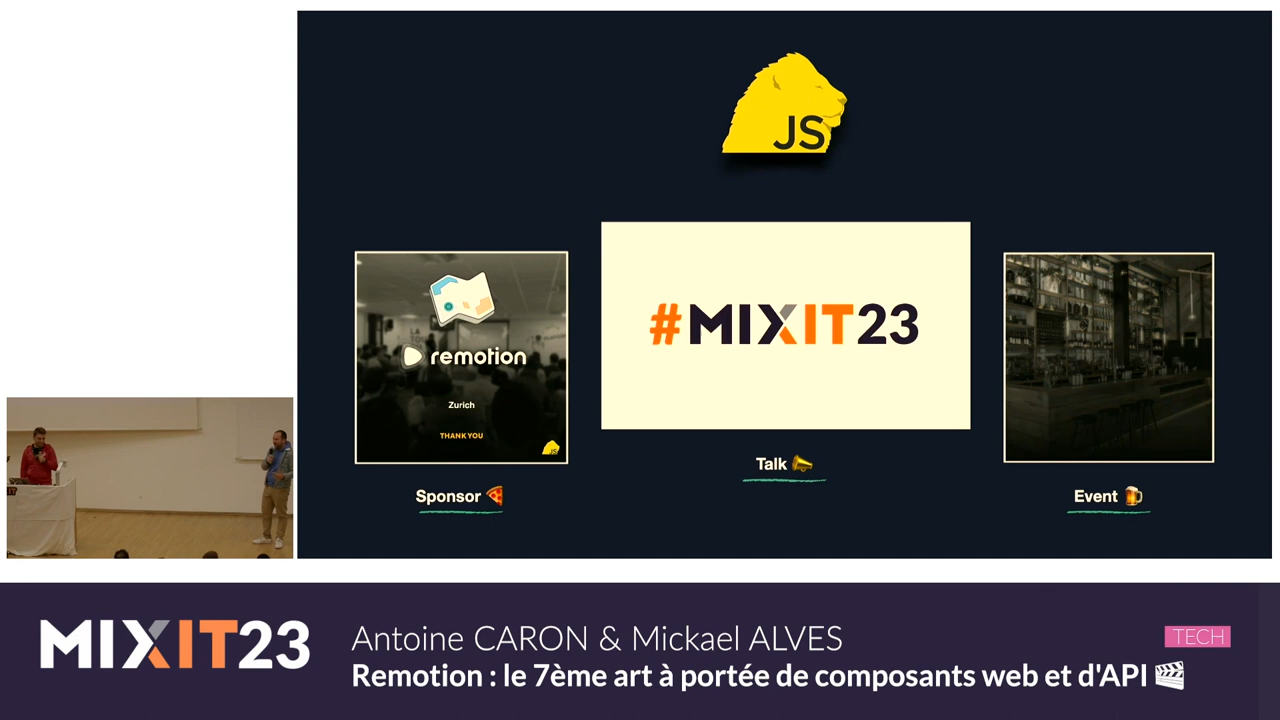 JS
remotion
Zurich
THANK YOU
JS
Sponsor 🍕
#MIXIT23
Talk 📣
Event 🍺
MIXIT23
Antoine CARON & Mickael ALVES
TECH
Remotion : le 7ème art à portée de composants web et d'API 🎬